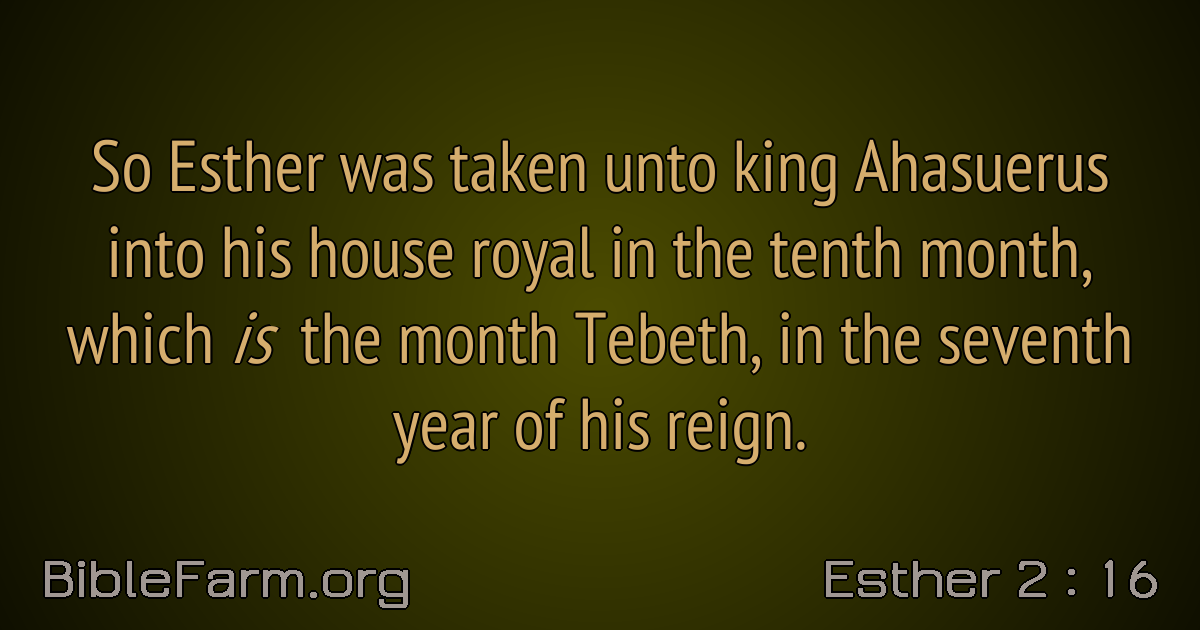 So Esther was taken unto king Ahasuerus
into his house royal in the tenth month,
which is the month Tebeth, in the seventh
year of his reign.
BibleFarm.org
Esther 2 : 16